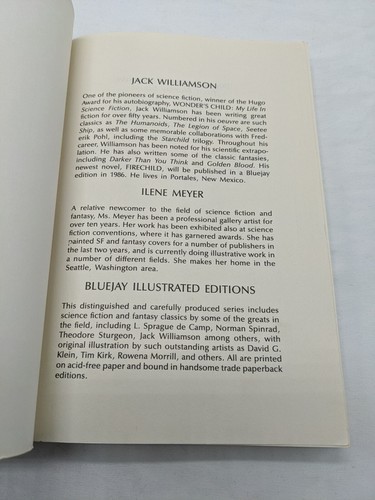 JACK WILLIAMSON
One of the pioneers of science fiction, winner of the Hugo
Award for his autobiography, WONDER'S CHILD: My Life In
Science Fiction, Jack Williamson has been writing great
fiction for over fifty years. Numbered in his oeuvre are such
classics as The Humanoids, The Legion of Space, Seetee
Ship, as well as some memorable collaborations with Fred-
erik Pohl, including the Starchild trilogy. Throughout his
career, Williamson has been noted for his scientific extrapo-
lation. He has also written some of the classic fantasies,
including Darker Than You Think and Golden Blood. His
newest novel, FIRECHILD, will be published in a Bluejay
edition in 1986. He lives in Portales, New Mexico.
ILENE MEYER
A relative newcomer to the field of science fiction and
fantasy, Ms. Meyer has been a professional gallery artist for
over ten years. Her work has been exhibited also at science
fiction conventions, where it has garnered awards. She has
painted SF and fantasy covers for a number of publishers in
the last two years, and is currently doing illustrative work in
a number of different fields. She makes her home in the
Seattle, Washington area.
BLUEJAY ILLUSTRATED EDITIONS
This distinguished and carefully produced series includes
science fiction and fantasy classics by some of the greats in
the field, including L. Sprague de Camp, Norman Spinrad,
Theodore Sturgeon, Jack Williamson among others, with
original illustration by such outstanding artists as David G.
Klein, Tim Kirk, Rowena Morrill, and others. All are printed
on acid-free paper and bound in handsome trade paperback
editions.